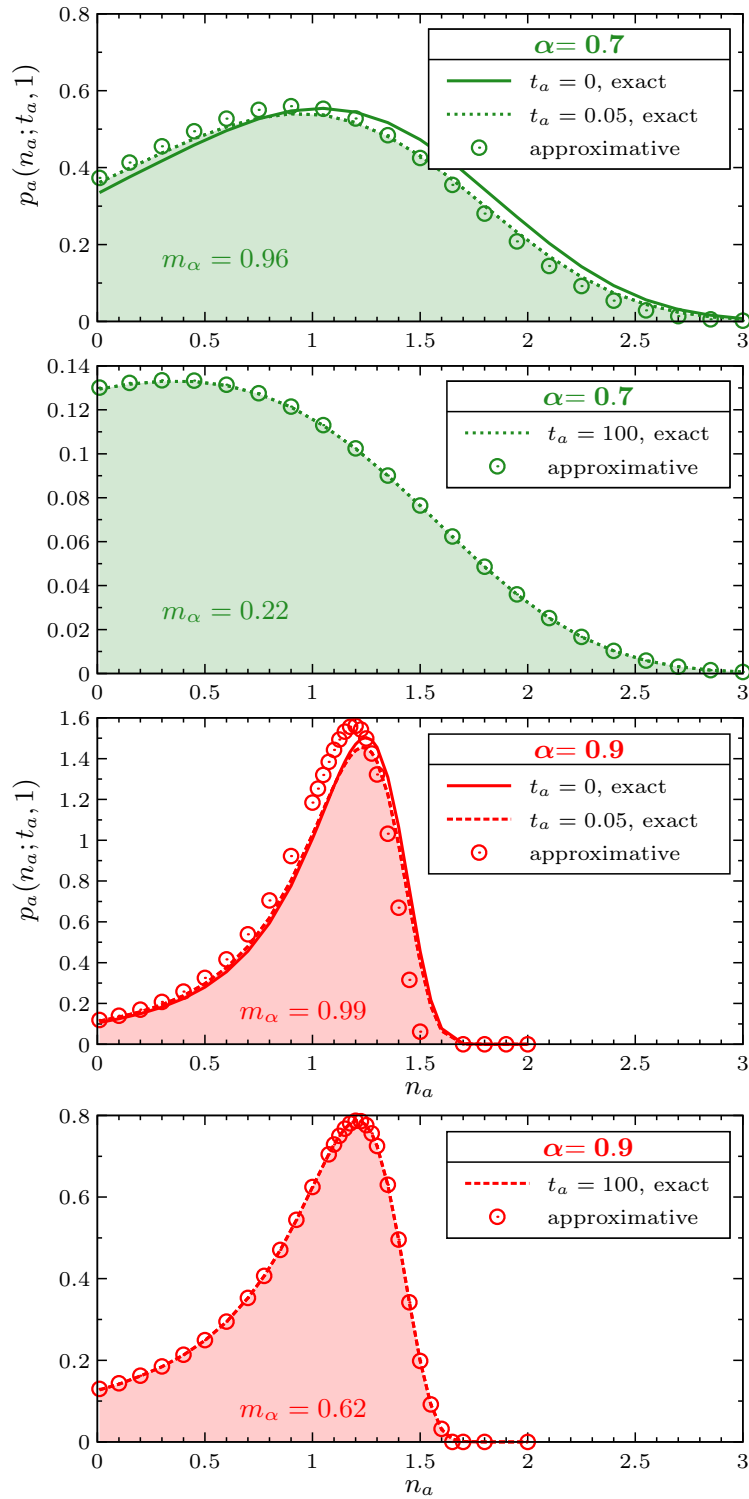 α= 0.7
t_a = 0, exact
t_a = 0.05, exact
approximative
p_a(n_a; t_a, 1)
0.8
0.6
0.4
0.2
0
m_α = 0.96
0 0.5 1 1.5 2 2.5 3
α= 0.7
t_a = 100, exact
approximative
0.14
0.12
0.1
0.08
0.06
0.04
0.02
0
m_α = 0.22
0 0.5 1 1.5 2 2.5 3
α= 0.9
t_a = 0, exact
t_a = 0.05, exact
approximative
p_a(n_a; t_a, 1)
1.6
1.4
1.2
1
0.8
0.6
0.4
0.2
0
m_α = 0.99
0 0.5 1 1.5 2 2.5 3
n_a
α= 0.9
t_a = 100, exact
approximative
0.8
0.6
0.4
0.2
0
m_α = 0.62
0 0.5 1 1.5 2 2.5 3
n_a